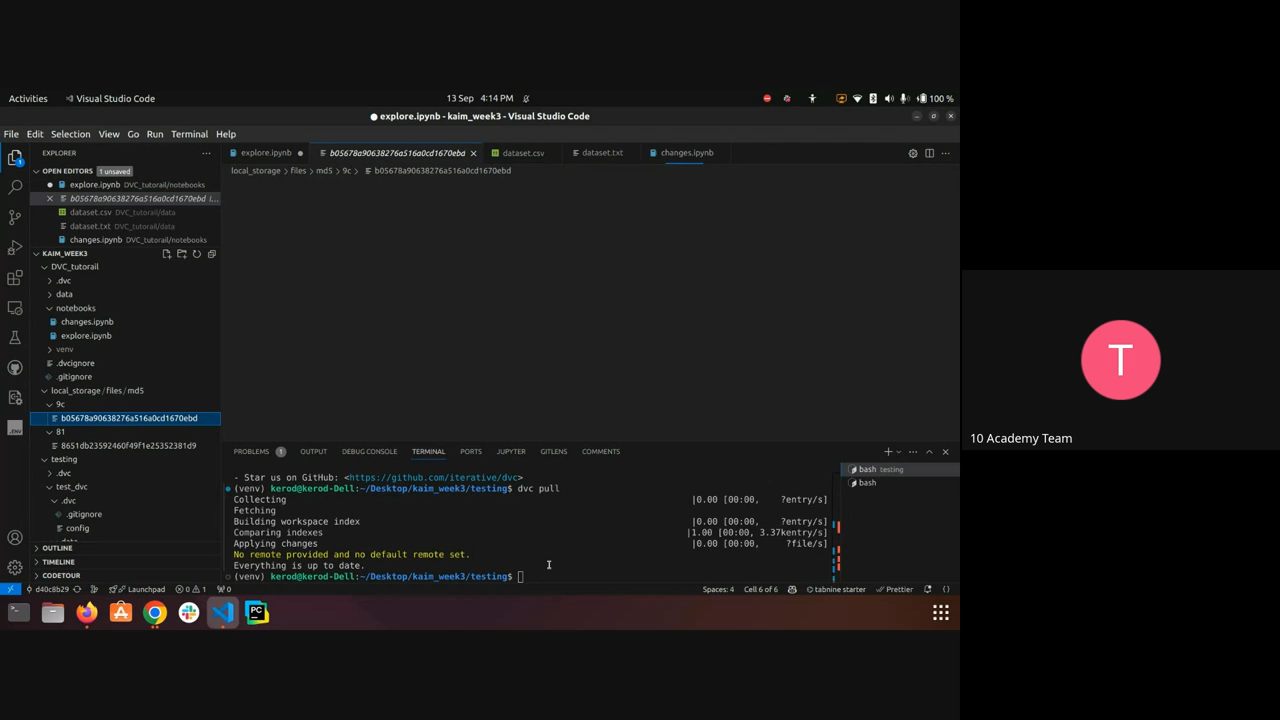 Activities
Visual Studio Code
13 Sep 4:14 PM
100 %
explore.ipynb - kaim_week3 - Visual Studio Code
File Edit Selection View Go Run Terminal Help
EXPLORER
explore.ipynb
b05678a90638276a516a0cd1670ebd
dataset.csv
dataset.txt
changes.ipynb
OPEN EDITORS 1 unsaved
local_storage > files > md5 > 9c > b05678a90638276a516a0cd1670ebd
explore.ipynb DVC_tutorail/notebooks
b05678a90638276a516a0cd1670ebd l...
dataset.csv DVC_tutorail/data
dataset.txt DVC_tutorail/data
changes.ipynb DVC_tutorail/notebooks
KAIM_WEEK3
DVC_tutorail
.dvc
data
notebooks
changes.ipynb
explore.ipynb
venv
.dvcignore
.gitignore
local_storage / files / md5
9c
b05678a90638276a516a0cd1670ebd
81
8651db23592460f49f1e25352381d9
testing
.dvc
test_dvc
.dvc
.gitignore
config
OUTLINE
TIMELINE
CODETOUR
PROBLEMS 1 OUTPUT DEBUG CONSOLE TERMINAL PORTS JUPYTER GITLENS COMMENTS
bash testing
bash
- Star us on GitHub: <https://github.com/iterative/dvc>
(venv) kerod@kerod-Dell:~/Desktop/kaim_week3/testing$ dvc pull
Collecting |0.00 [00:00, ?entry/s]
Fetching
Building workspace index |0.00 [00:00, ?entry/s]
Comparing indexes |1.00 [00:00, 3.37kentry/s]
Applying changes |0.00 [00:00, ?file/s]
No remote provided and no default remote set.
Everything is up to date.
(venv) kerod@kerod-Dell:~/Desktop/kaim_week3/testing$
d40c8b29 Launchpad 0 1 0
Spaces: 4 Cell 6 of 6 tabnine starter Prettier
PC
T
10 Academy Team